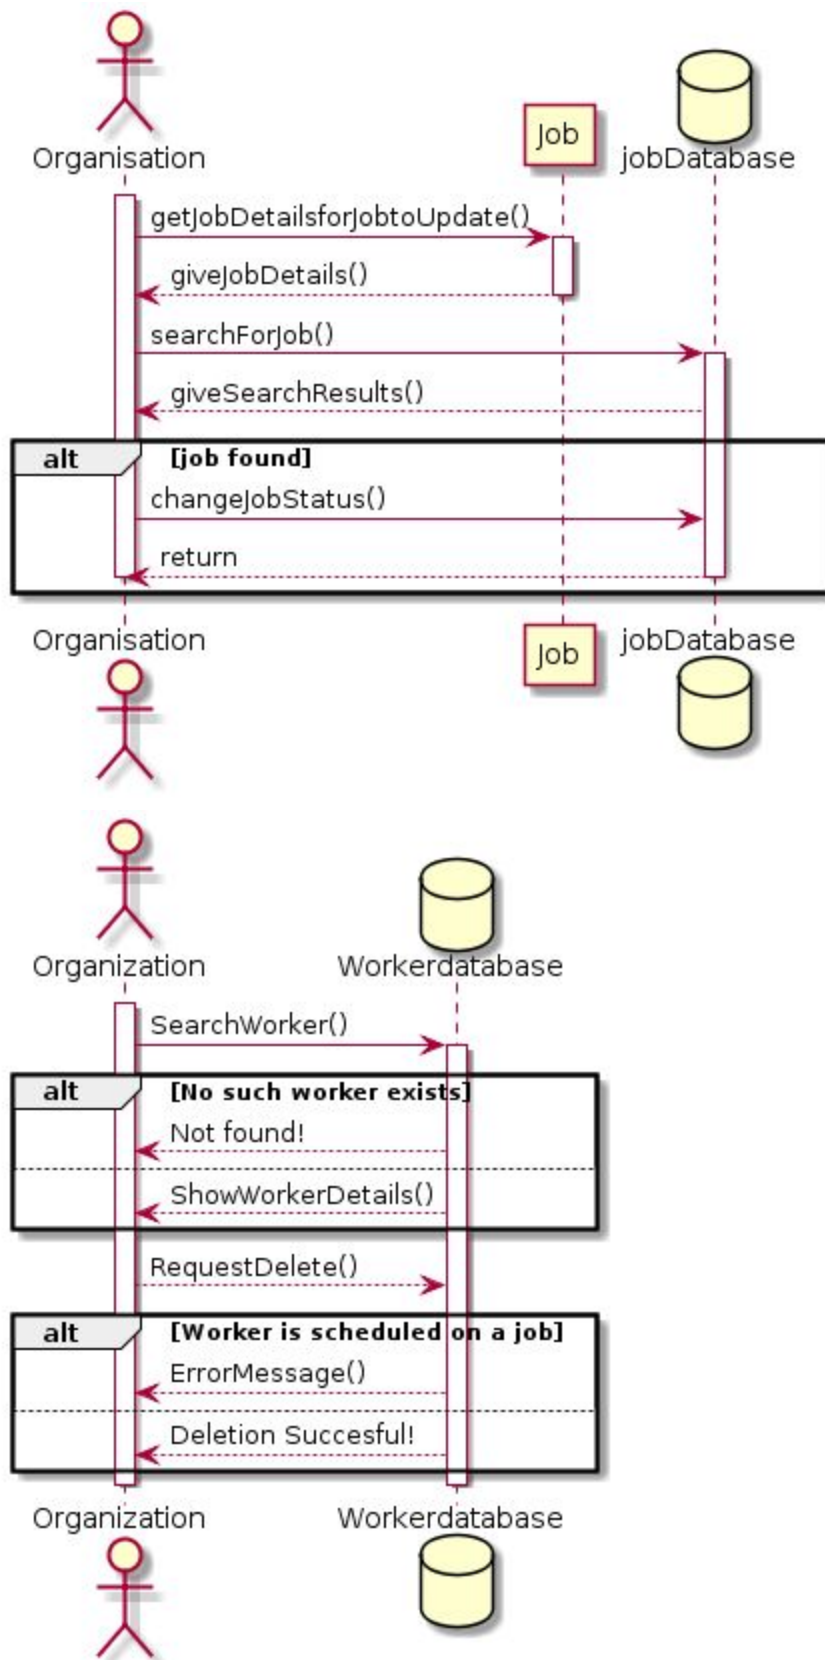 Organisation
Job
jobDatabase
getJobDetailsforJobtoUpdate()
giveJobDetails()
searchForJob()
giveSearchResults()
alt [job found]
changeJobStatus()
return
Organisation
Job
jobDatabase
Organization
Workerdatabase
SearchWorker()
alt [No such worker exists]
Not found!
ShowWorkerDetails()
RequestDelete()
alt [Worker is scheduled on a job]
ErrorMessage()
Deletion Succesful!
Organization
Workerdatabase